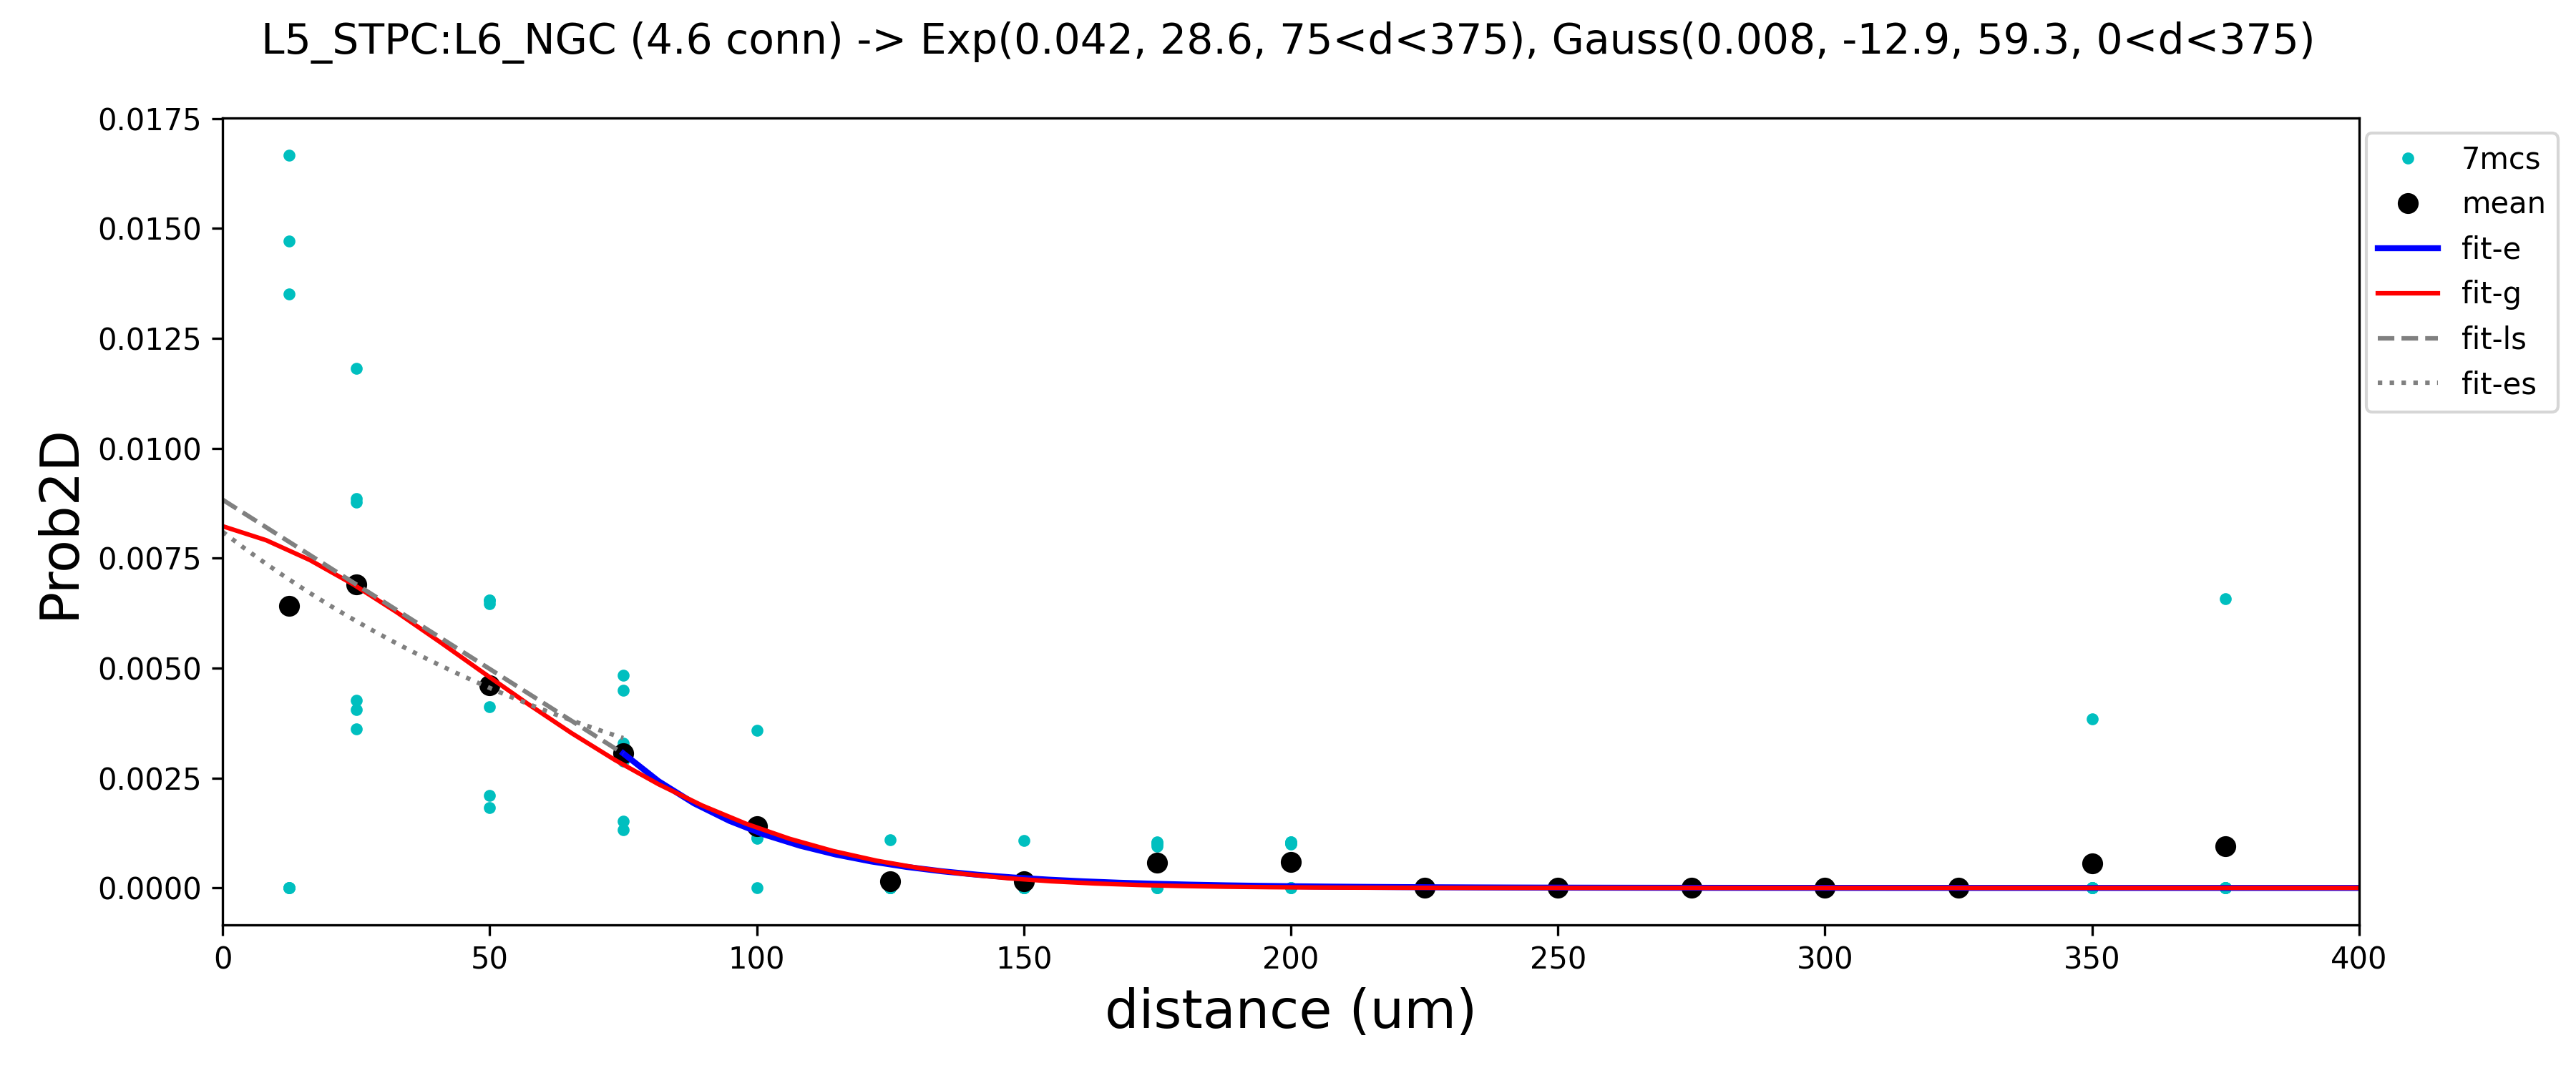 L5_STPC:L6_NGC (4.6 conn) -> Exp(0.042, 28.6, 75<d<375), Gauss(0.008, -12.9, 59.3, 0<d<375)
0.0175
0.0150
0.0125
0.0100
0.0075
0.0050
0.0025
0.0000
Prob2D
0 50 100 150 200 250 300 350 400
distance (um)
7mcs
mean
fit-e
fit-g
fit-ls
fit-es